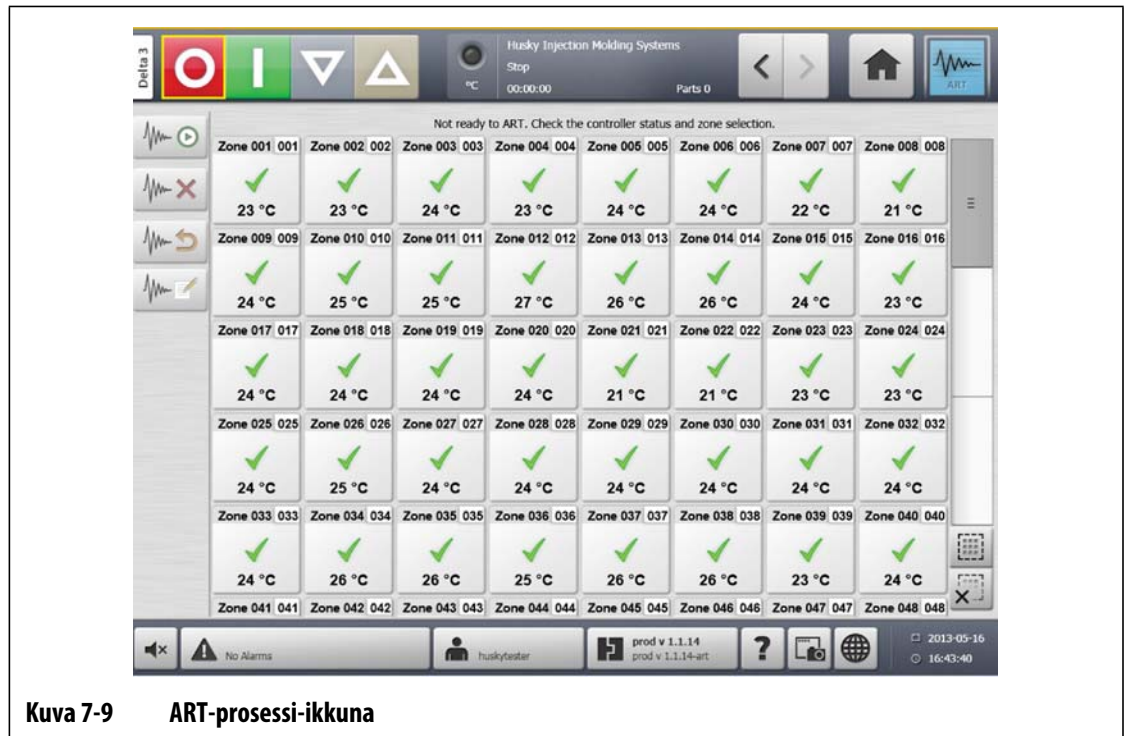 Delta 3
Husky Injection Molding Systems
Stop
°C
00:00:00 Parts 0
ART
Not ready to ART. Check the controller status and zone selection.
Zone 001 001 Zone 002 002 Zone 003 003 Zone 004 004 Zone 005 005 Zone 006 006 Zone 007 007 Zone 008 008
23 °C 23 °C 24 °C 23 °C 24 °C 24 °C 22 °C 21 °C
Zone 009 009 Zone 010 010 Zone 011 011 Zone 012 012 Zone 013 013 Zone 014 014 Zone 015 015 Zone 016 016
24 °C 25 °C 25 °C 27 °C 26 °C 26 °C 24 °C 23 °C
Zone 017 017 Zone 018 018 Zone 019 019 Zone 020 020 Zone 021 021 Zone 022 022 Zone 023 023 Zone 024 024
24 °C 24 °C 24 °C 24 °C 21 °C 21 °C 23 °C 23 °C
Zone 025 025 Zone 026 026 Zone 027 027 Zone 028 028 Zone 029 029 Zone 030 030 Zone 031 031 Zone 032 032
24 °C 25 °C 24 °C 24 °C 24 °C 24 °C 24 °C 24 °C
Zone 033 033 Zone 034 034 Zone 035 035 Zone 036 036 Zone 037 037 Zone 038 038 Zone 039 039 Zone 040 040
24 °C 26 °C 26 °C 25 °C 26 °C 26 °C 23 °C 24 °C
Zone 041 041 Zone 042 042 Zone 043 043 Zone 044 044 Zone 045 045 Zone 046 046 Zone 047 047 Zone 048 048
No Alarms
huskytester
prod v 1.1.14
prod v 1.1.14-art
?
2013-05-16
16:43:40
Kuva 7-9 ART-prosessi-ikkuna